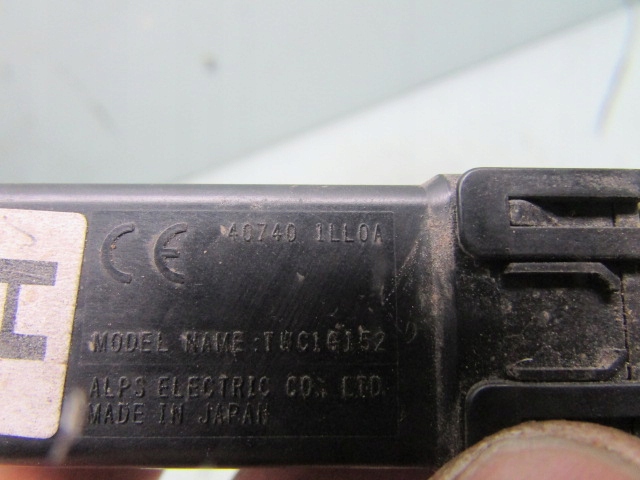 CE 40740 1LL0A
MODEL NAME:TWC1G152
ALPS ELECTRIC CO., LTD.
MADE IN JAPAN